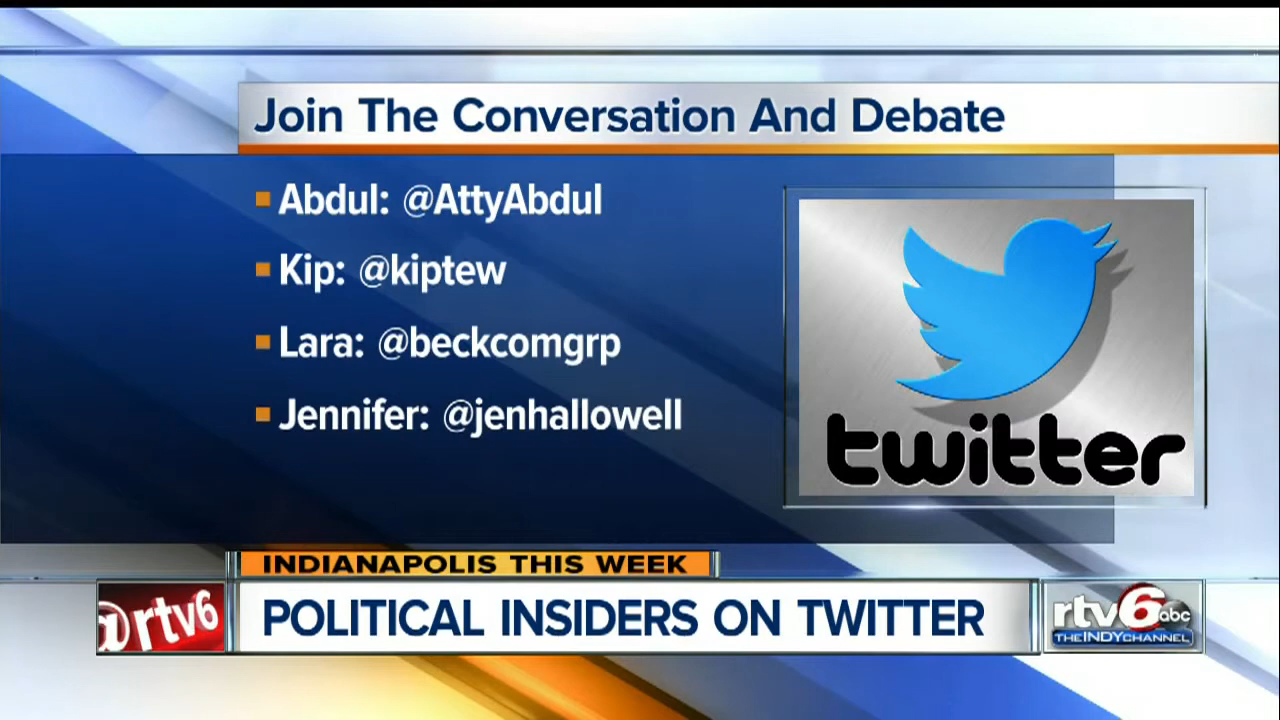 Join The Conversation And Debate
Abdul: @AttyAbdul
Kip: @kiptew
Lara: @beckcomgrp
Jennifer: @jenhallowell
twitter
INDIANAPOLIS THIS WEEK
@rtv6
POLITICAL INSIDERS ON TWITTER
rtv6 abc
THE INDY CHANNEL